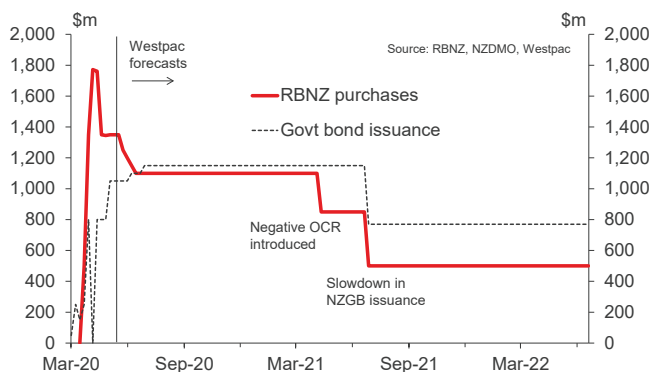 $m
$m
2,000
2,000
1,800
1,800
1,600
1,600
1,400
1,400
1,200
1,200
1,000
1,000
800
800
600
600
400
400
200
200
0
0
Westpac
forecasts
Source: RBNZ, NZDMO, Westpac
RBNZ purchases
Govt bond issuance
Negative OCR
introduced
Slowdown in
NZGB issuance
Mar-20
Sep-20
Mar-21
Sep-21
Mar-22